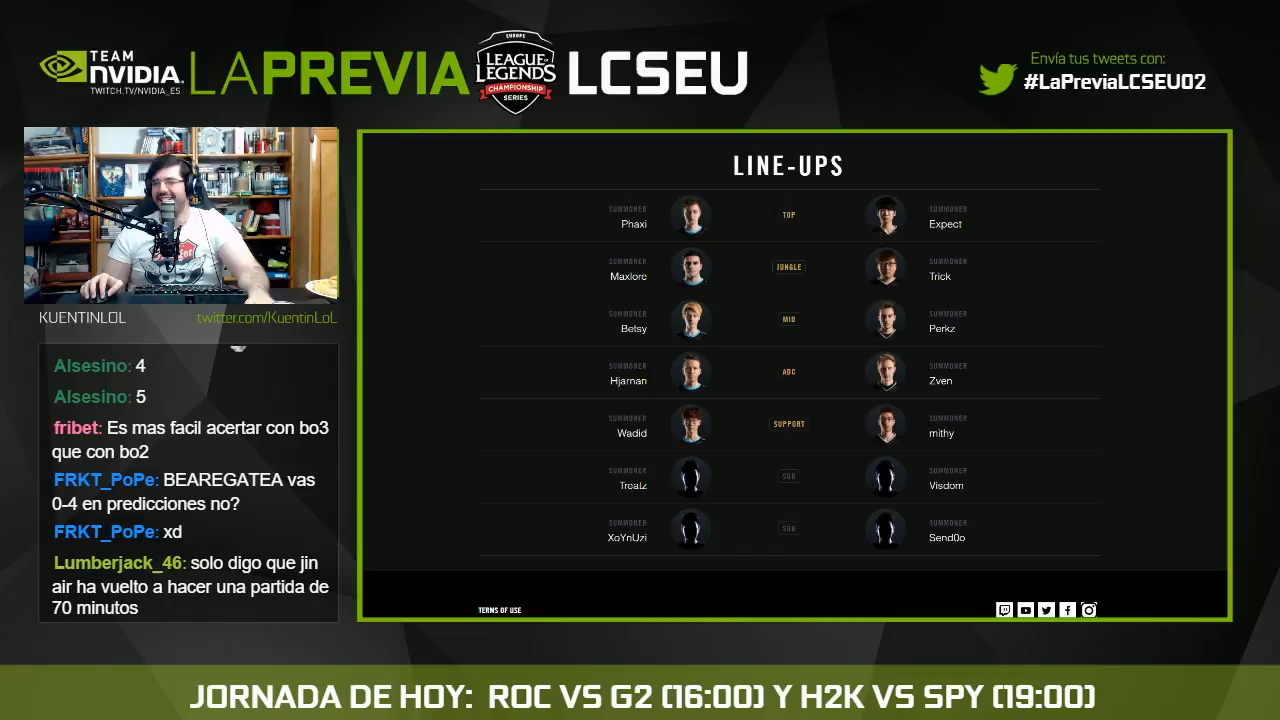 TEAM
NVIDIA.
TWITCH.TV/NVIDIA_ES
LAPREVIA
EUROPE
LEAGUE OF
LEGENDS
CHAMPIONSHIP
SERIES
LCSEU
Envía tus tweets con:
#LaPreviaLCSEU02
KUENTINLOL
twitter.com/KuentinLoL
Alsesino: 4
Alsesino: 5
fribet: Es mas facil acertar con bo3
que con bo2
FRKT_PoPe: BEAREGATEA vas
0-4 en predicciones no?
FRKT_PoPe: xd
Lumberjack_46: solo digo que jin
air ha vuelto a hacer una partida de
70 minutos
LINE-UPS
SUMMONER
Phaxi
TOP
SUMMONER
Expect
SUMMONER
Maxlore
JUNGLE
SUMMONER
Trick
SUMMONER
Betsy
MID
SUMMONER
Perkz
SUMMONER
Hjarnan
ADC
SUMMONER
Zven
SUMMONER
Wadid
SUPPORT
SUMMONER
mithy
SUMMONER
Trealz
SUB
SUMMONER
Visdom
SUMMONER
XoYnUzi
SUB
SUMMONER
Send0o
TERMS OF USE
JORNADA DE HOY: ROC VS G2 (16:00) Y H2K VS SPY (19:00)